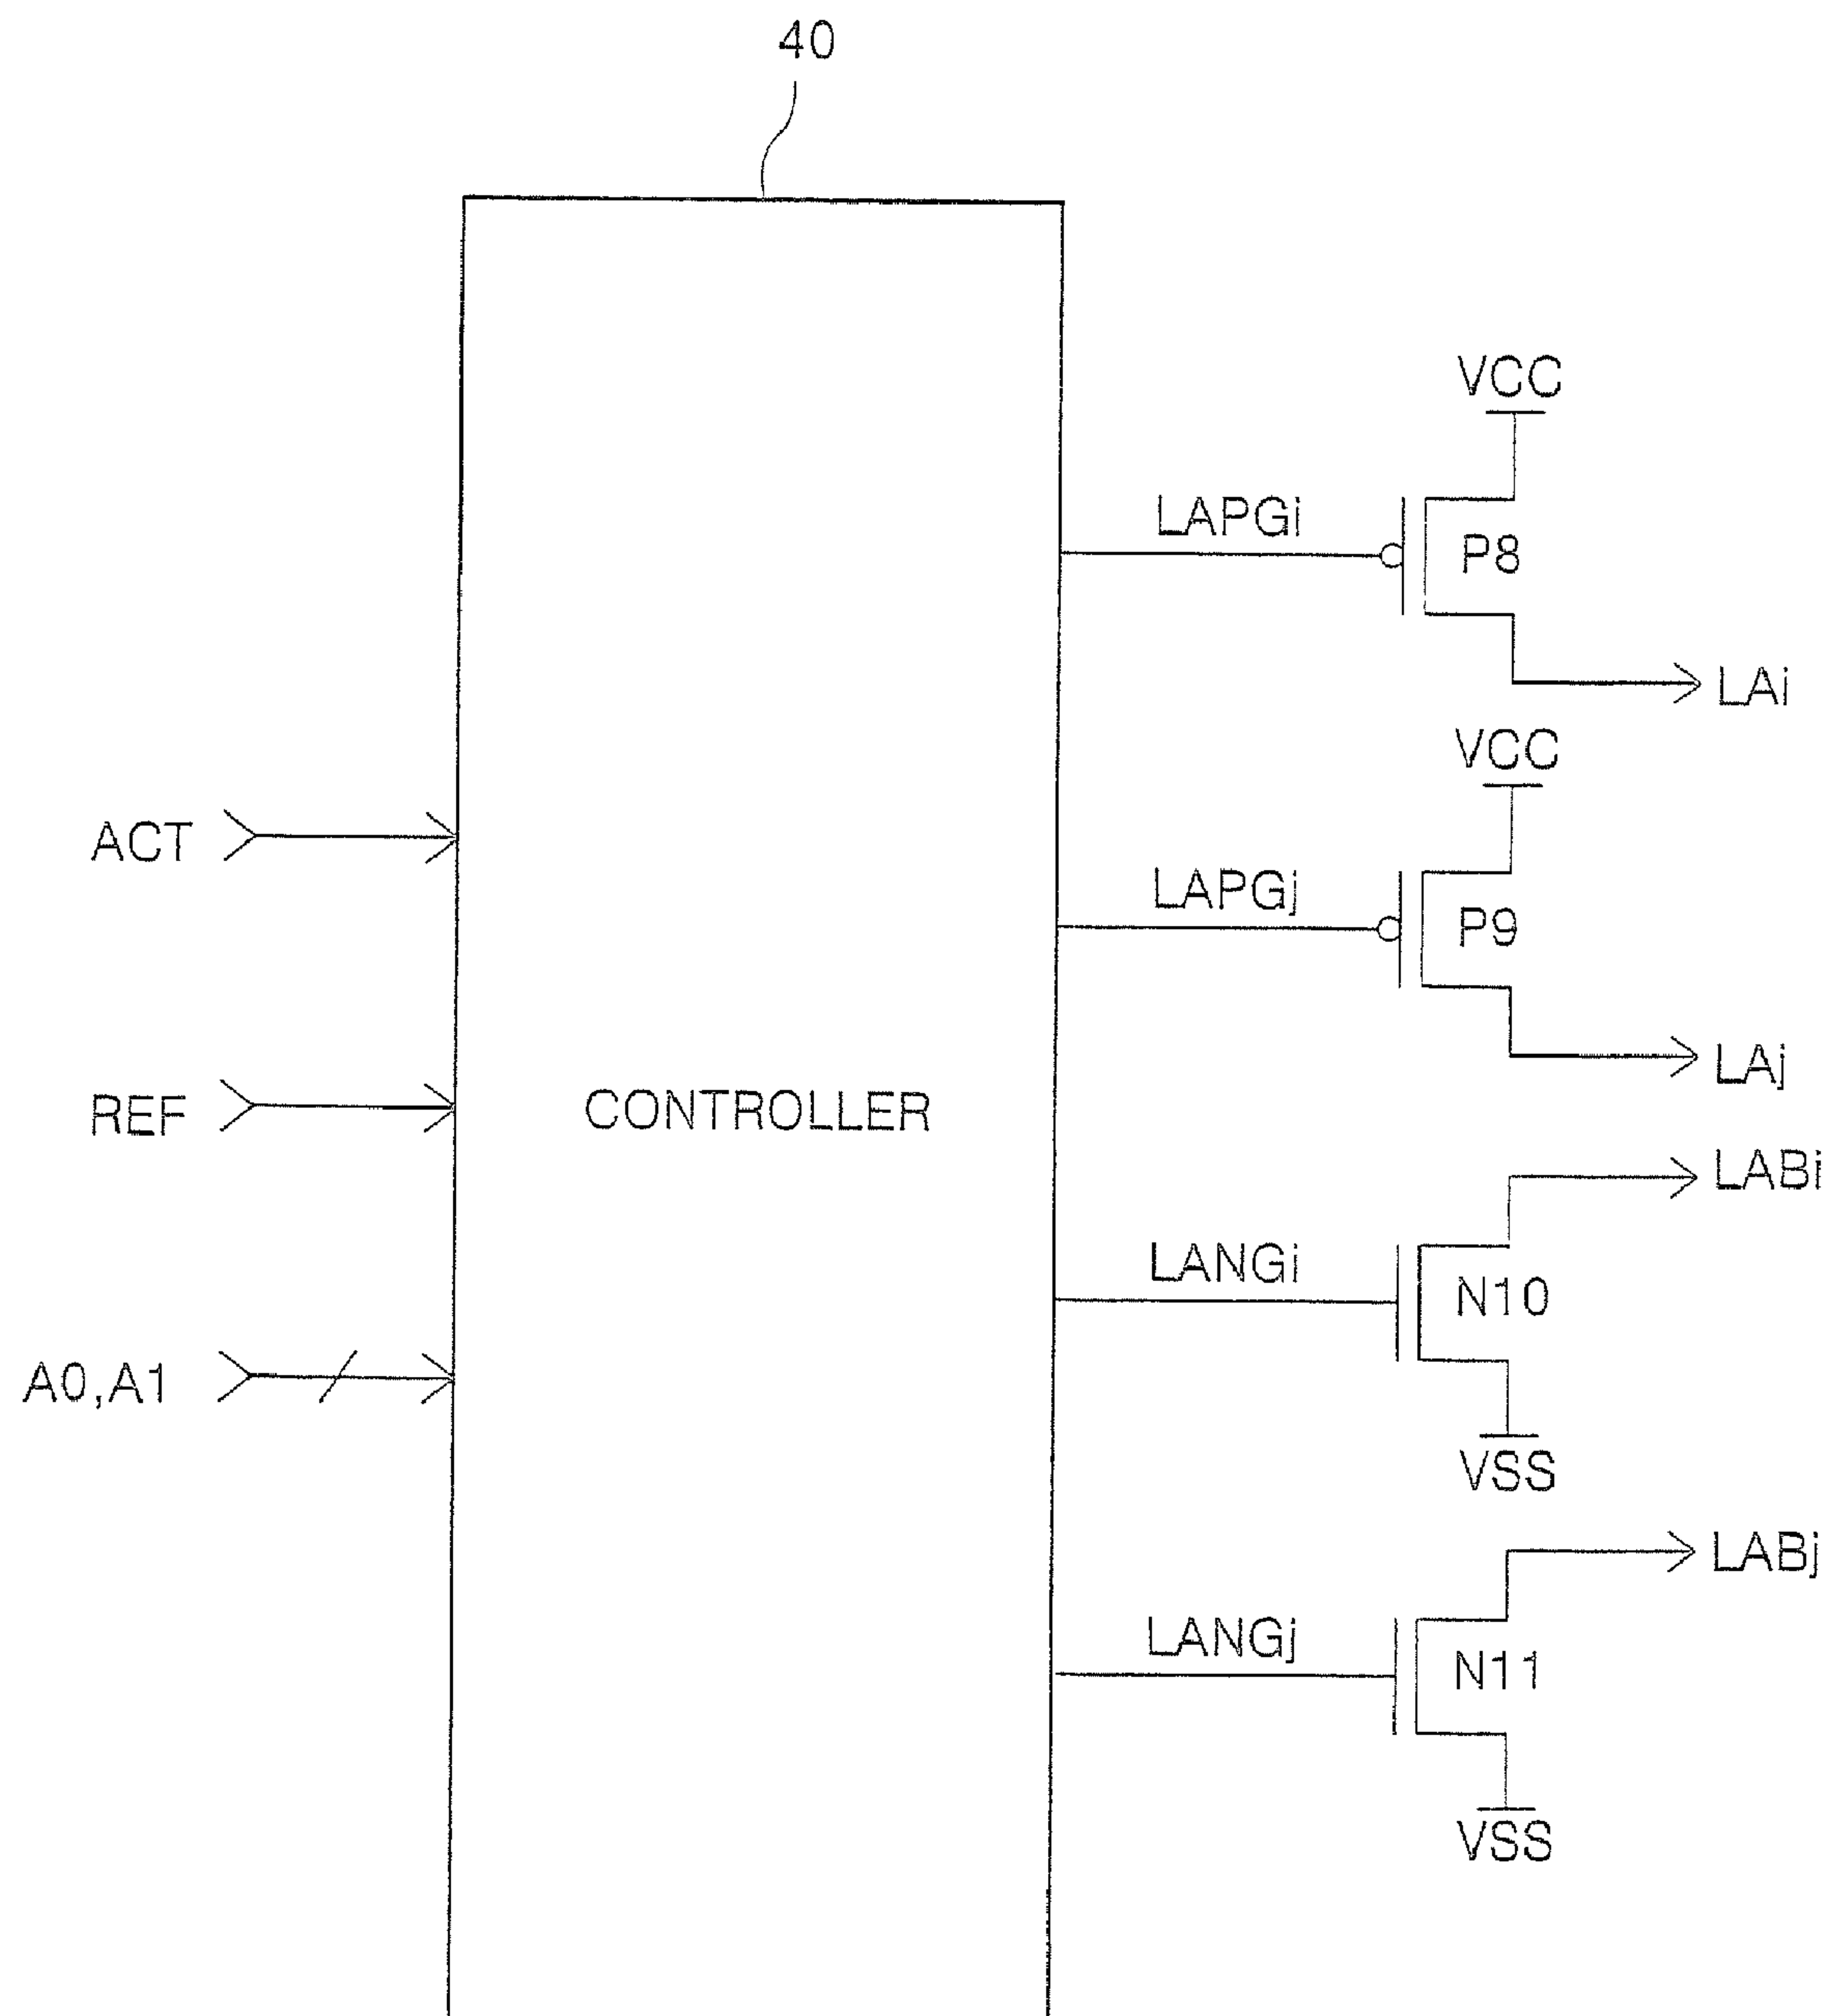 40
VCC
LAPGi
P8
LAi
VCC
LAPGj
P9
LAj
ACT
REF
A0,A1
CONTROLLER
LABi
LANGi
N10
VSS
LABj
LANGj
N11
VSS